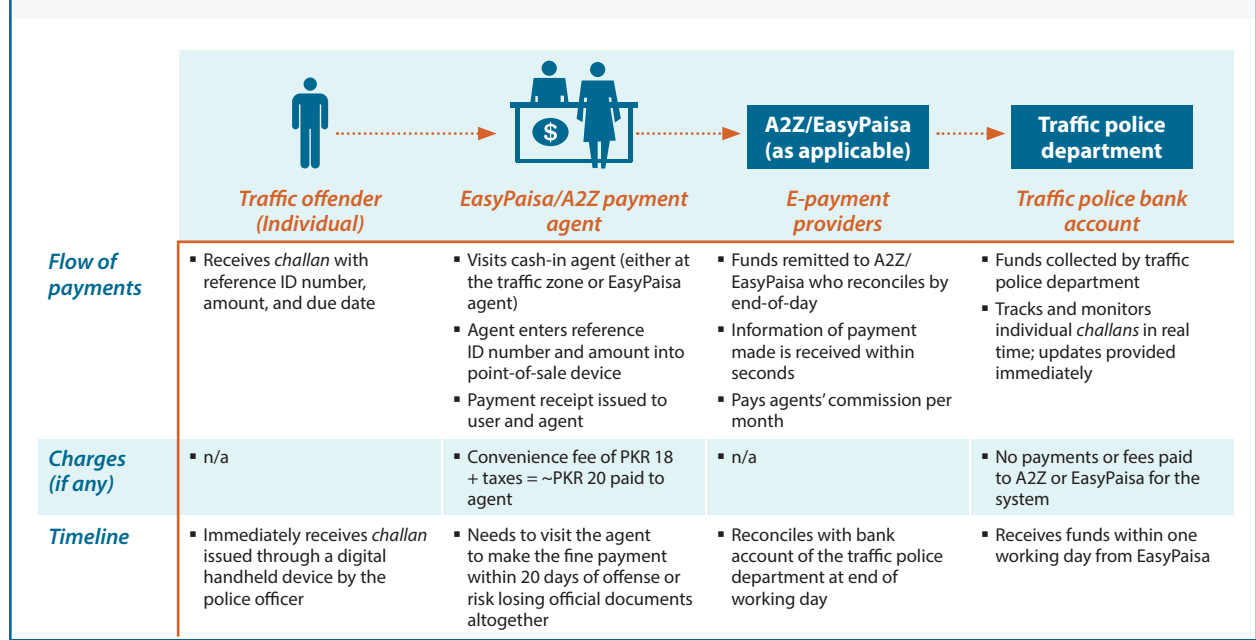 $
A2Z/EasyPaisa
(as applicable)
Traffic police
department
Traffic offender
(Individual)
EasyPaisa/A2Z payment
agent
E-payment
providers
Traffic police bank
account
Flow of
payments
▪ Receives challan with
reference ID number,
amount, and due date
▪ Visits cash-in agent (either at
the traffic zone or EasyPaisa
agent)
▪ Agent enters reference
ID number and amount into
point-of-sale device
▪ Payment receipt issued to
user and agent
▪ Funds remitted to A2Z/
EasyPaisa who reconciles by
end-of-day
▪ Information of payment
made is received within
seconds
▪ Pays agents’ commission per
month
▪ Funds collected by traffic
police department
▪ Tracks and monitors
individual challans in real
time; updates provided
immediately
Charges
(if any)
▪ n/a
▪ Convenience fee of PKR 18
+ taxes = ~PKR 20 paid to
agent
▪ n/a
▪ No payments or fees paid
to A2Z or EasyPaisa for the
system
Timeline
▪ Immediately receives challan
issued through a digital
handheld device by the
police officer
▪ Needs to visit the agent
to make the fine payment
within 20 days of offense or
risk losing official documents
altogether
▪ Reconciles with bank
account of the traffic police
department at end of
working day
▪ Receives funds within one
working day from EasyPaisa